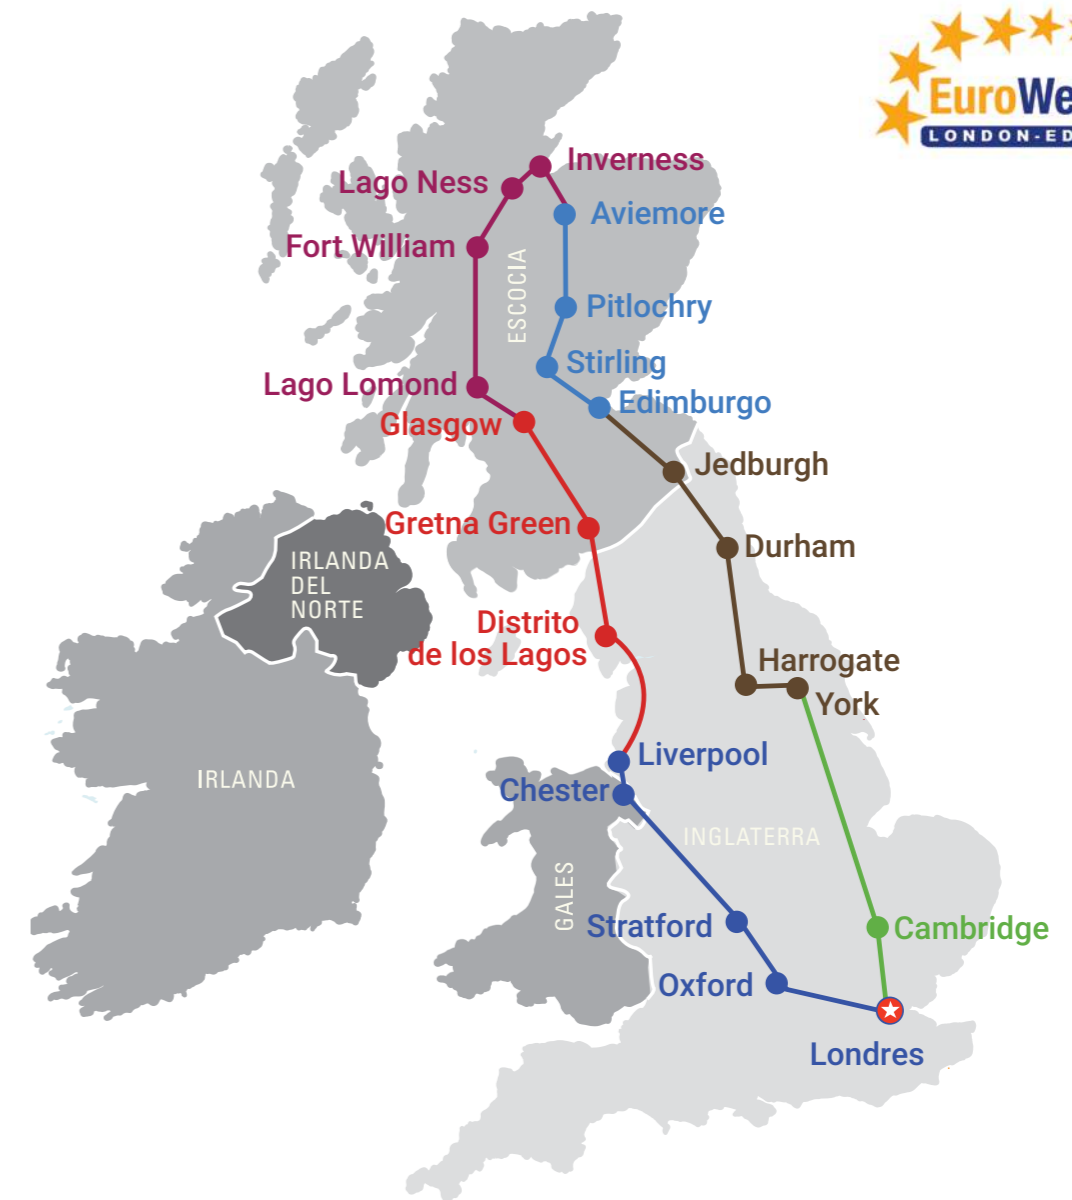 EuroWe
LONDON-ED
Inverness
Lago Ness
Aviemore
Fort William
ESCOCIA
Pitlochry
Stirling
Lago Lomond
Edimburgo
Glasgow
Jedburgh
Gretna Green
Durham
IRLANDA
DEL
NORTE
Distrito
de los Lagos
Harrogate
York
Liverpool
IRLANDA
Chester
INGLATERRA
GALES
Stratford
Cambridge
Oxford
Londres